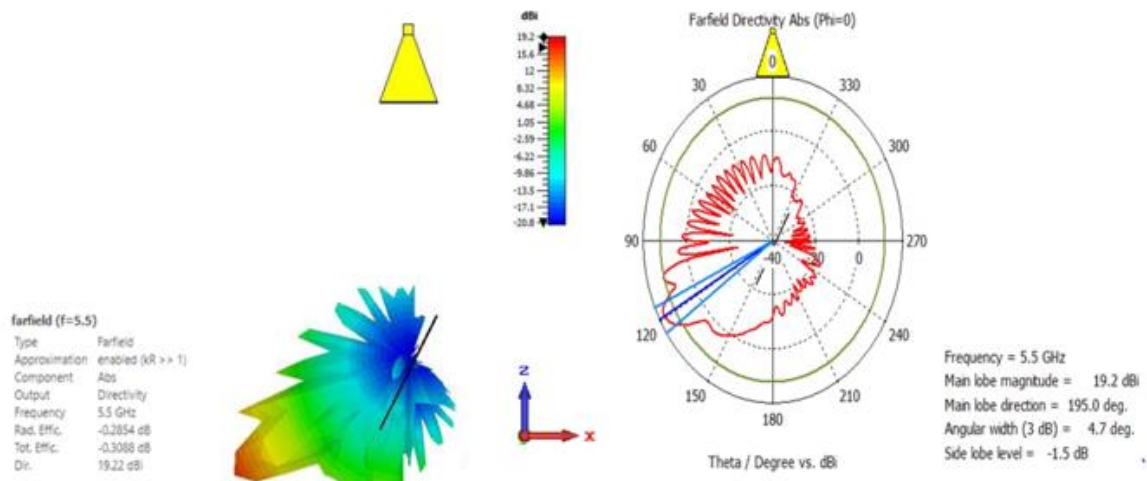 dBi
19.2
15.6
12
8.32
4.68
1.05
-2.59
-6.22
-9.86
-13.5
-17.1
-20.8
farfield (f=5.5)
Type Farfield
Approximation enabled (kR >> 1)
Component Abs
Output Directivity
Frequency 5.5 GHz
Rad. Effic. -0.2854 dB
Tot. Effic. -0.3088 dB
Dir. 19.22 dBi
z
x
Farfield Directivity Abs (Phi=0)
0
30 330
60 300
90 -40 -20 0 270
120 240
150 210
180
Theta / Degree vs. dBi
Frequency = 5.5 GHz
Main lobe magnitude = 19.2 dBi
Main lobe direction = 195.0 deg.
Angular width (3 dB) = 4.7 deg.
Side lobe level = -1.5 dB